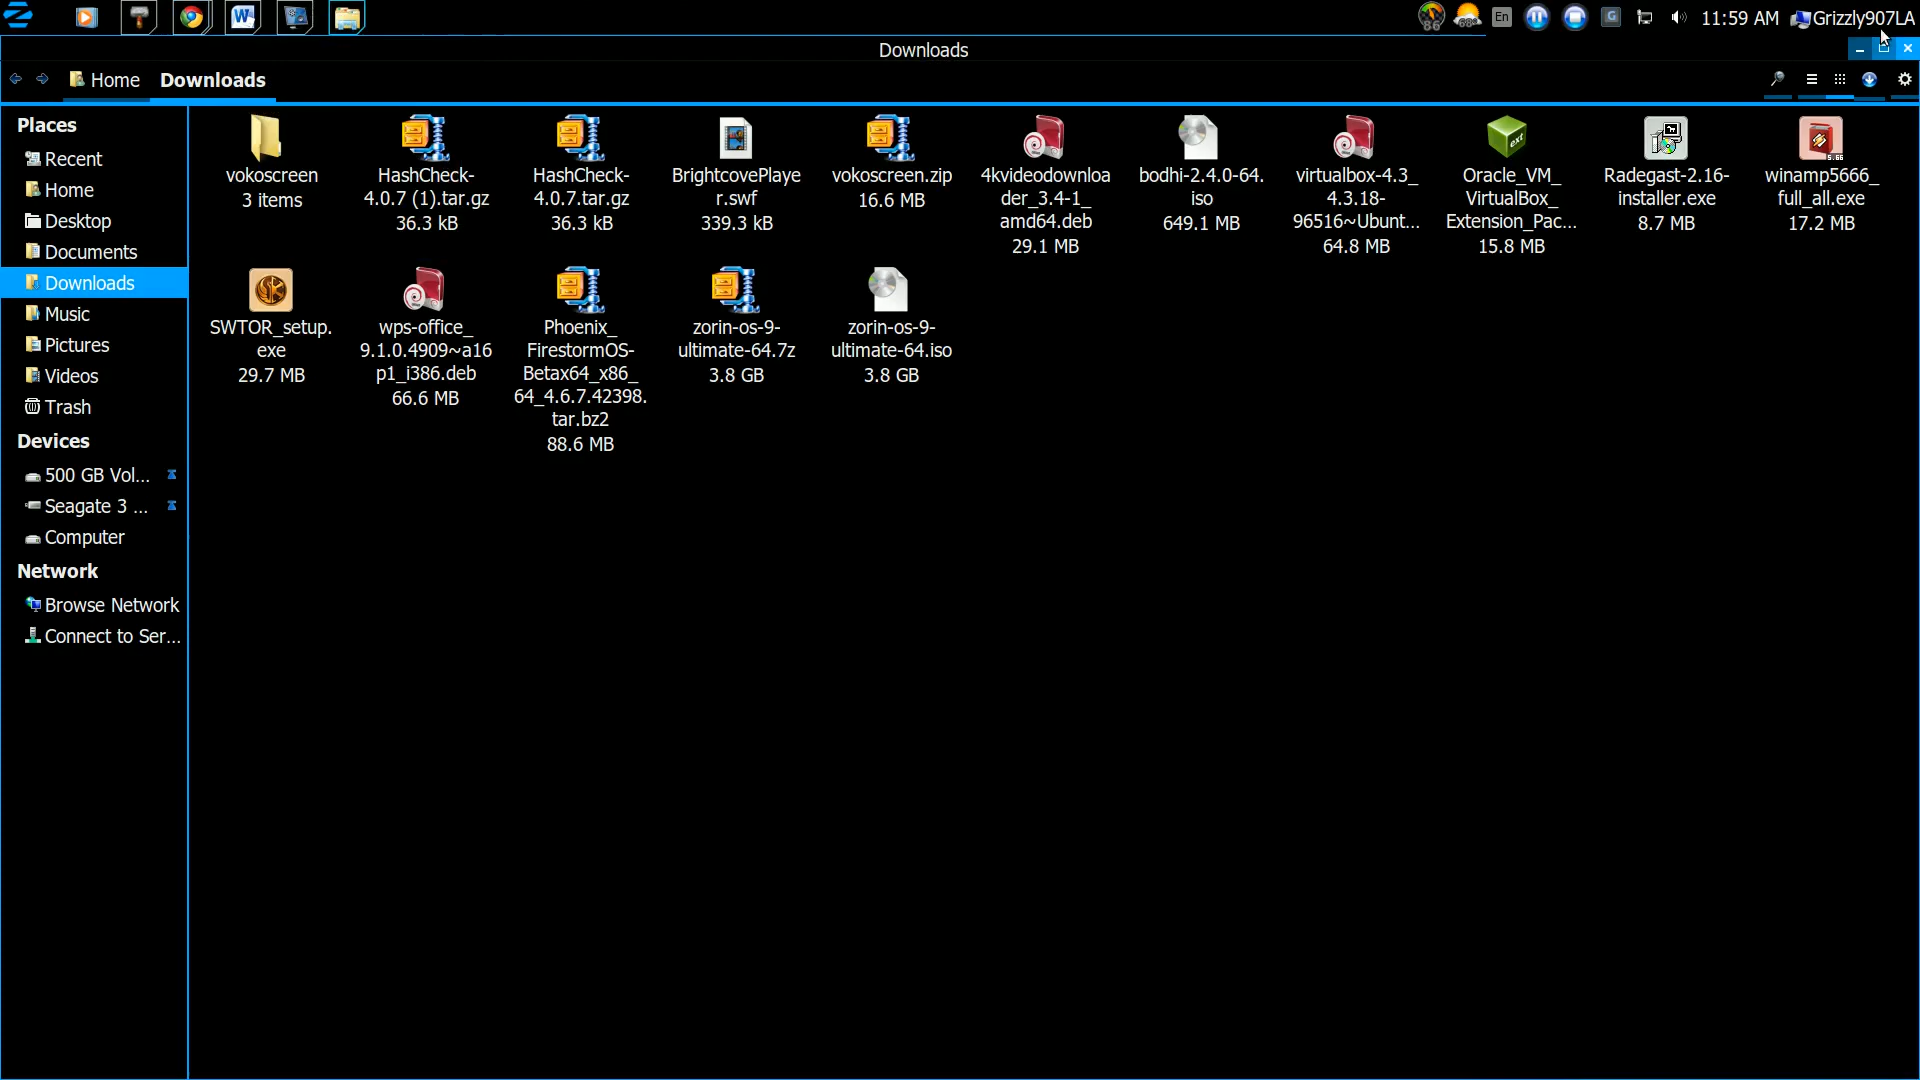 W En G 11:59 AM Grizzly907LA
86 68°
Downloads
Home Downloads
Places
Recent
Home
Desktop
Documents
Downloads
Music
Pictures
Videos
Trash
Devices
500 GB Vol...
Seagate 3 ...
Computer
Network
Browse Network
Connect to Ser...
vokoscreen
3 items
HashCheck-
4.0.7 (1).tar.gz
36.3 kB
HashCheck-
4.0.7.tar.gz
36.3 kB
BrightcovePlaye
r.swf
339.3 kB
vokoscreen.zip
16.6 MB
4kvideodownloa
der_3.4-1_
amd64.deb
29.1 MB
bodhi-2.4.0-64.
iso
649.1 MB
virtualbox-4.3_
4.3.18-
96516~Ubunt...
64.8 MB
ext
Oracle_VM_
VirtualBox_
Extension_Pac...
15.8 MB
Radegast-2.16-
installer.exe
8.7 MB
5.66
winamp5666_
full_all.exe
17.2 MB
SWTOR_setup.
exe
29.7 MB
wps-office_
9.1.0.4909~a16
p1_i386.deb
66.6 MB
Phoenix_
FirestormOS-
Betax64_x86_
64_4.6.7.42398.
tar.bz2
88.6 MB
zorin-os-9-
ultimate-64.7z
3.8 GB
zorin-os-9-
ultimate-64.iso
3.8 GB